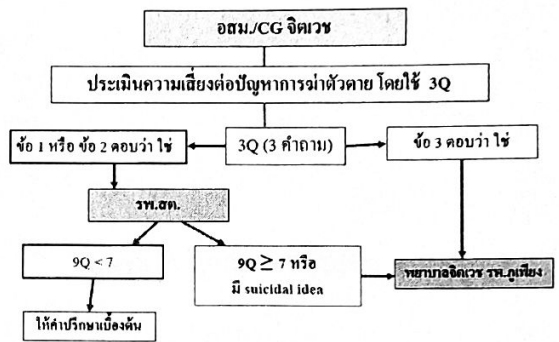 อสม./CG จิตเวช
ประเมินความเสี่ยงต่อปัญหาการฆ่าตัวตาย โดยใช้ 3Q
ข้อ 1 หรือ ข้อ 2 ตอบว่า ใช่
3Q (3 คำถาม)
ข้อ 3 ตอบว่า ใช่
รพ.สต.
9Q < 7
9Q ≥ 7 หรือ
มี suicidal idea
พยาบาลจิตเวช รพ.ภูเพียง
ให้คำปรึกษาเบื้องต้น